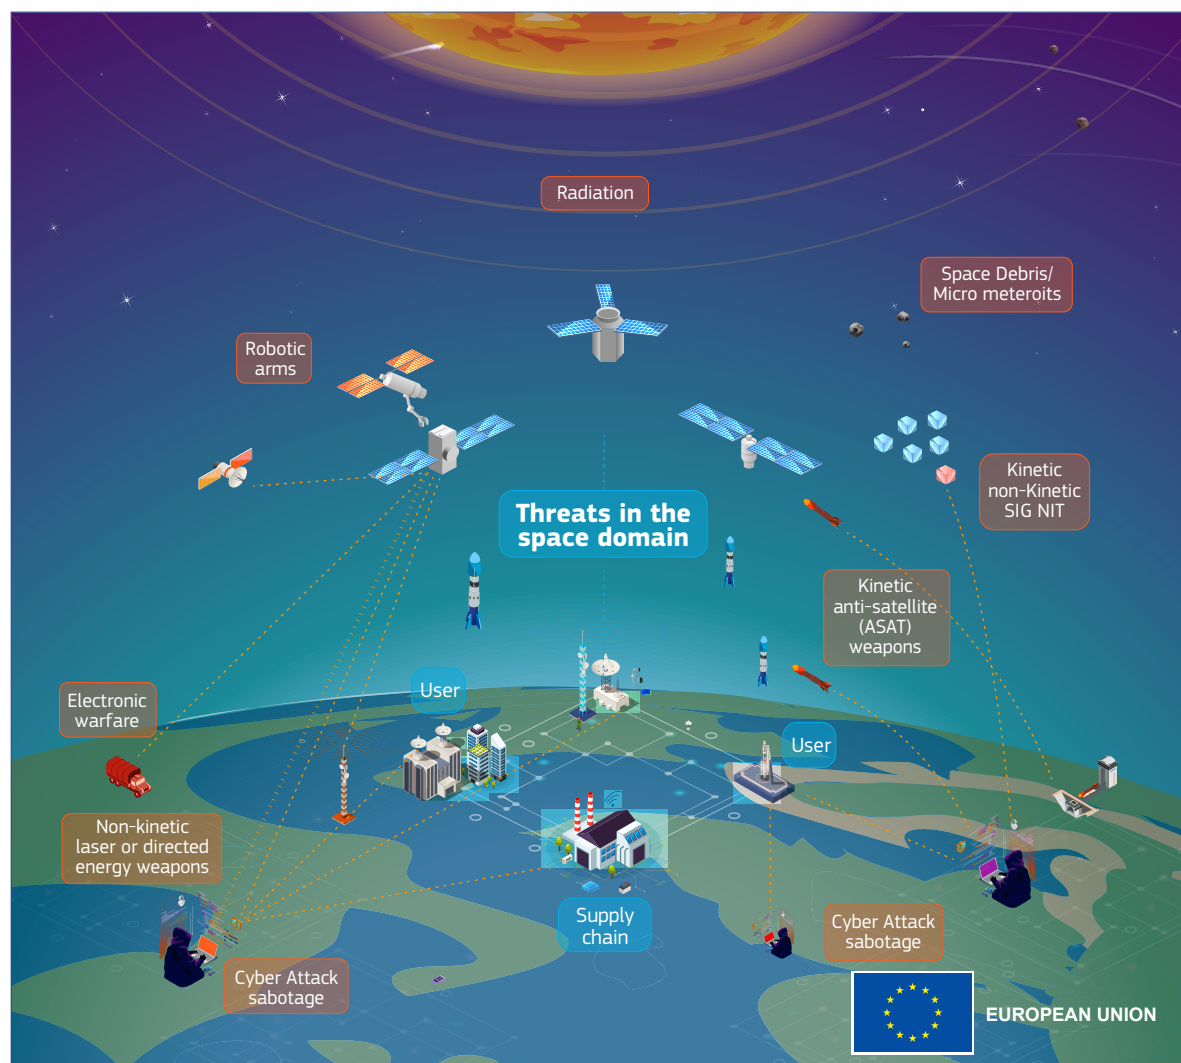 Radiation
Space Debris/
Micro meteroits
Robotic
arms
Kinetic
non-Kinetic
SIG NIT
Threats in the
space domain
Kinetic
anti-satellite
(ASAT)
weapons
User
Electronic
warfare
User
Non-kinetic
laser or directed
energy weapons
Supply
chain
Cyber Attack
sabotage
Cyber Attack
sabotage
EUROPEAN UNION